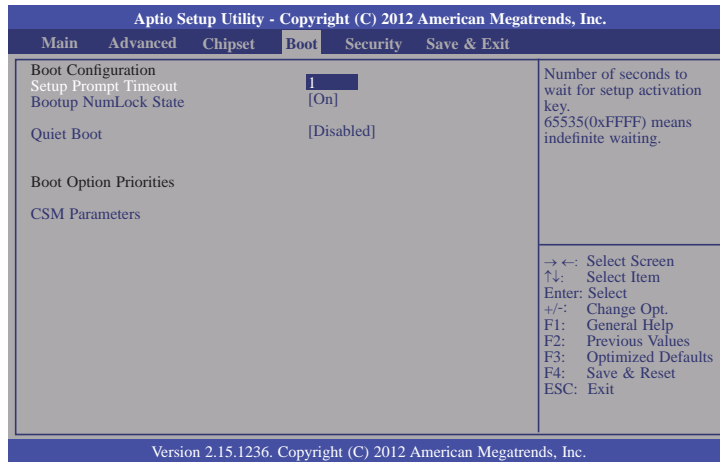 Aptio Setup Utility - Copyright (C) 2012 American Megatrends, Inc.
Main Advanced Chipset Boot Security Save & Exit
Boot Configuration
Setup Prompt Timeout 1
Bootup NumLock State [On]
Quiet Boot [Disabled]
Boot Option Priorities
CSM Parameters
Number of seconds to
wait for setup activation
key.
65535(0xFFFF) means
indefinite waiting.
→ ←: Select Screen
↑↓: Select Item
Enter: Select
+/-: Change Opt.
F1: General Help
F2: Previous Values
F3: Optimized Defaults
F4: Save & Reset
ESC: Exit
Version 2.15.1236. Copyright (C) 2012 American Megatrends, Inc.